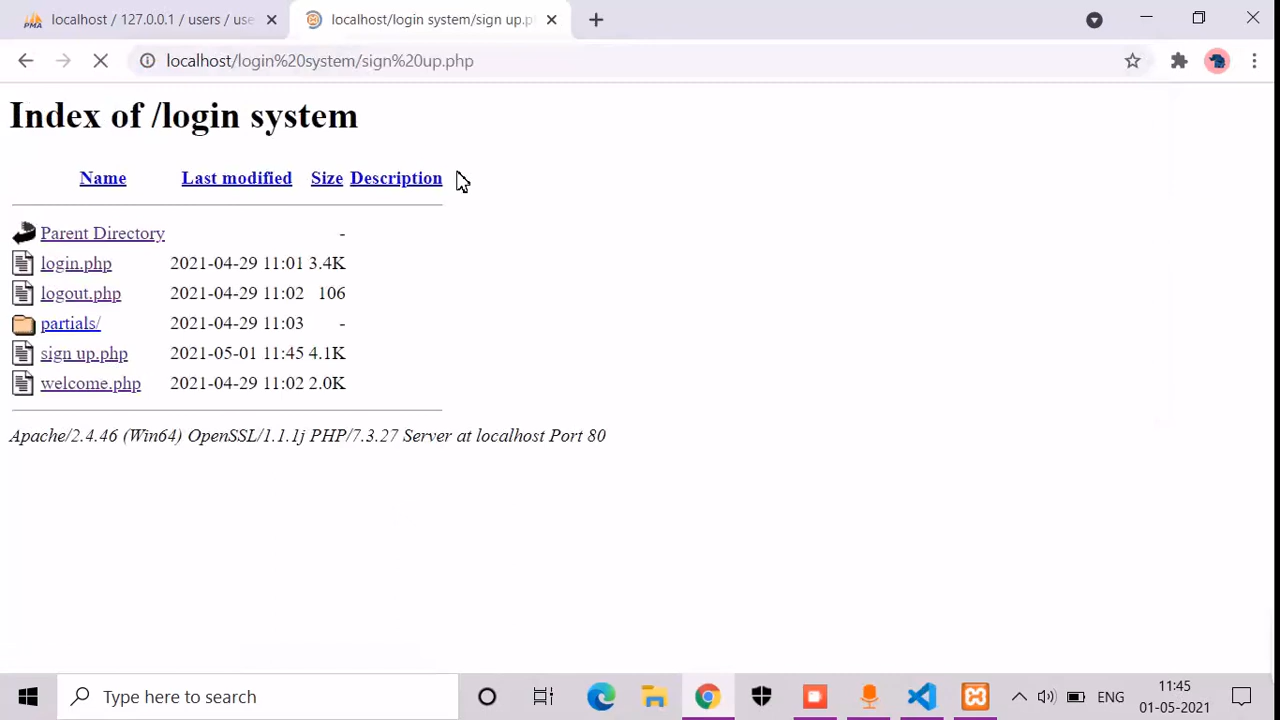 localhost / 127.0.0.1 / users / use
localhost/login system/sign up.p
localhost/login%20system/sign%20up.php
Index of /login system
Name Last modified Size Description
Parent Directory -
login.php 2021-04-29 11:01 3.4K
logout.php 2021-04-29 11:02 106
partials/ 2021-04-29 11:03 -
sign up.php 2021-05-01 11:45 4.1K
welcome.php 2021-04-29 11:02 2.0K
Apache/2.4.46 (Win64) OpenSSL/1.1.1j PHP/7.3.27 Server at localhost Port 80
Type here to search
ENG
11:45
01-05-2021